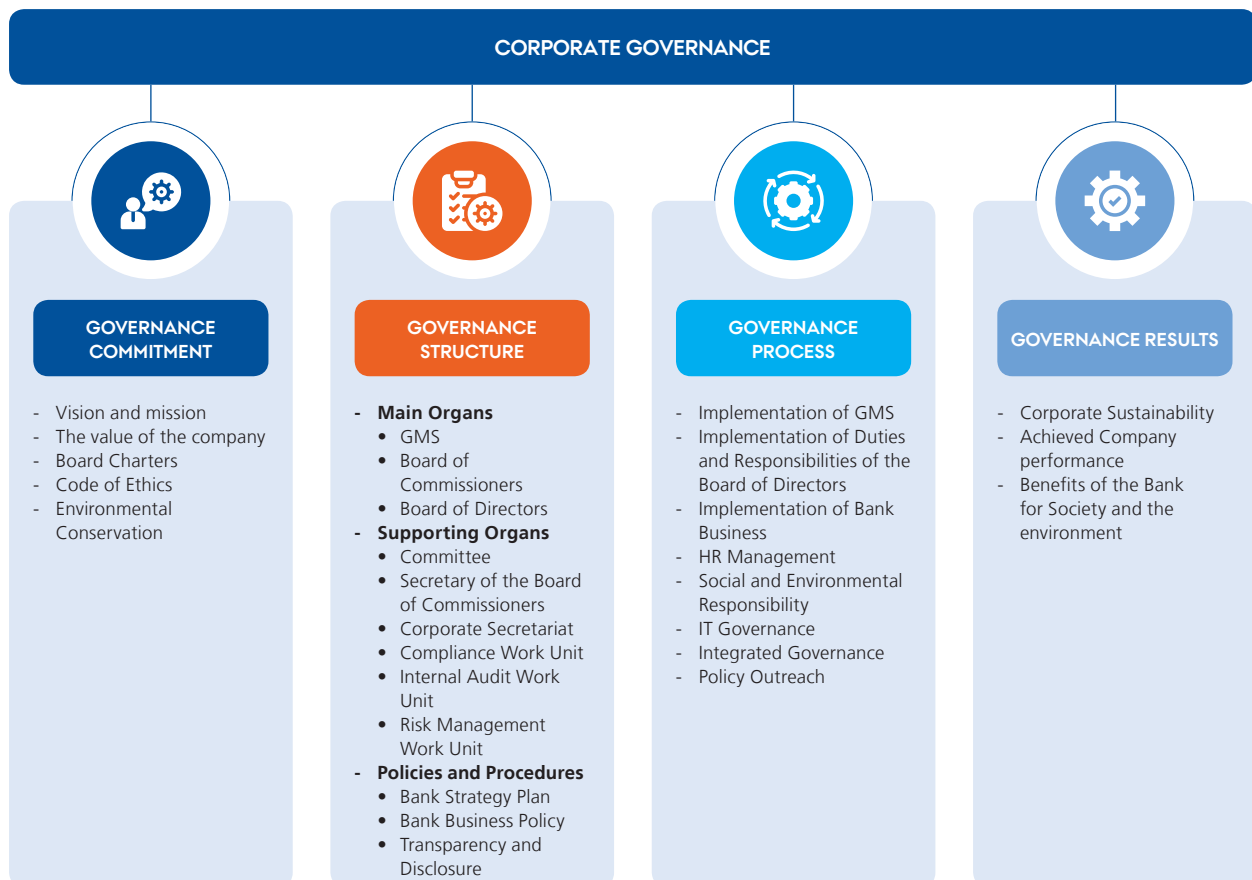 CORPORATE GOVERNANCE
GOVERNANCE
COMMITMENT
- Vision and mission
- The value of the company
- Board Charters
- Code of Ethics
- Environmental
Conservation
GOVERNANCE
STRUCTURE
- Main Organs
• GMS
• Board of
Commissioners
• Board of Directors
- Supporting Organs
• Committee
• Secretary of the Board
of Commissioners
• Corporate Secretariat
• Compliance Work Unit
• Internal Audit Work
Unit
• Risk Management
Work Unit
- Policies and Procedures
• Bank Strategy Plan
• Bank Business Policy
• Transparency and
Disclosure
GOVERNANCE
PROCESS
- Implementation of GMS
- Implementation of Duties
and Responsibilities of the
Board of Directors
- Implementation of Bank
Business
- HR Management
- Social and Environmental
Responsibility
- IT Governance
- Integrated Governance
- Policy Outreach
GOVERNANCE RESULTS
- Corporate Sustainability
- Achieved Company
performance
- Benefits of the Bank
for Society and the
environment